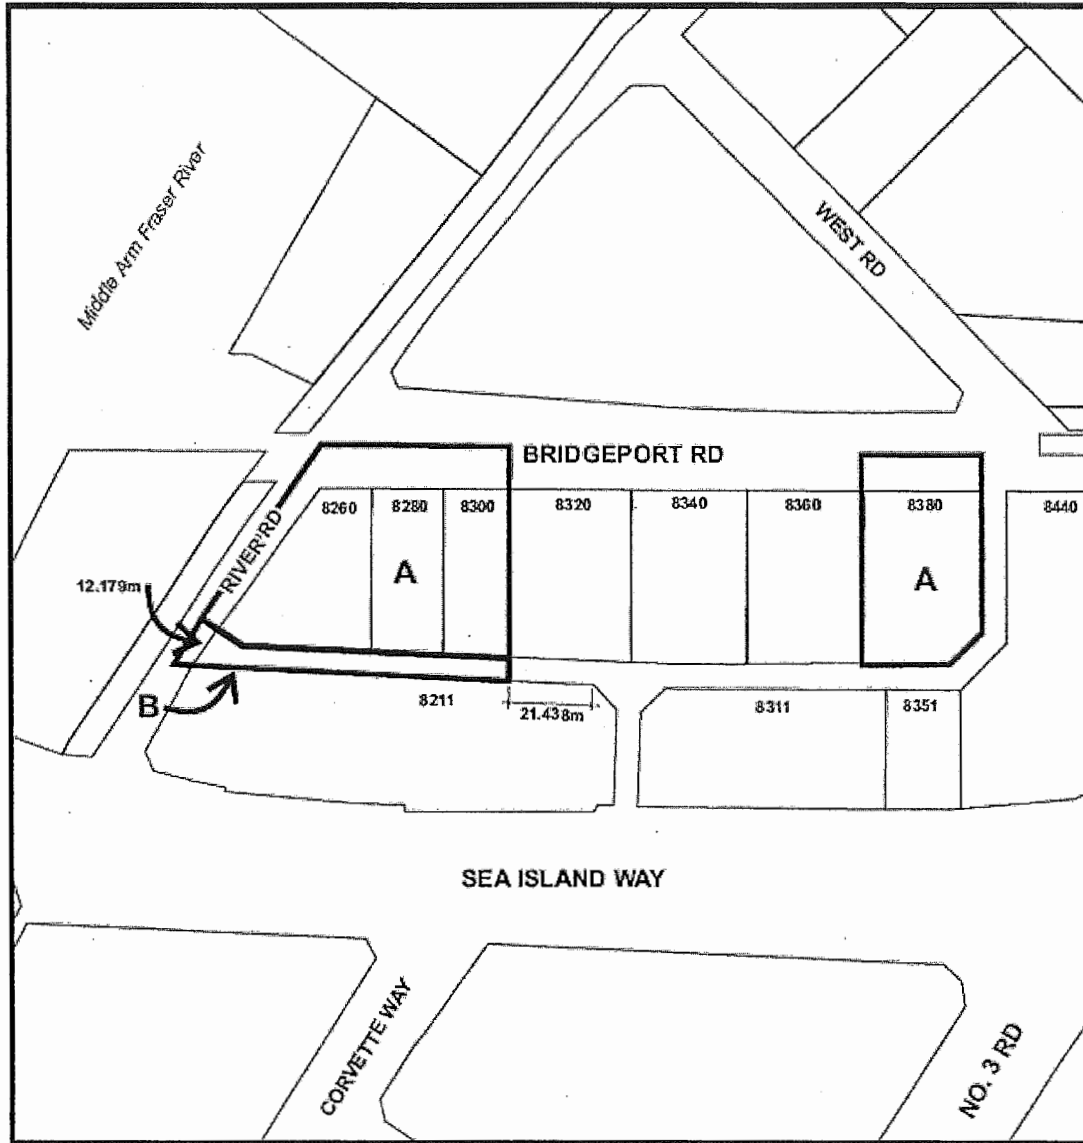 Middle Arm Fraser River
WEST RD
BRIDGEPORT RD
8260
8280
8300
8320
8340
8360
8380
8440
RIVER RD
A
A
12.179m
B
8211
21.438m
8311
8351
SEA ISLAND WAY
CORVETTE WAY
NO. 3 RD